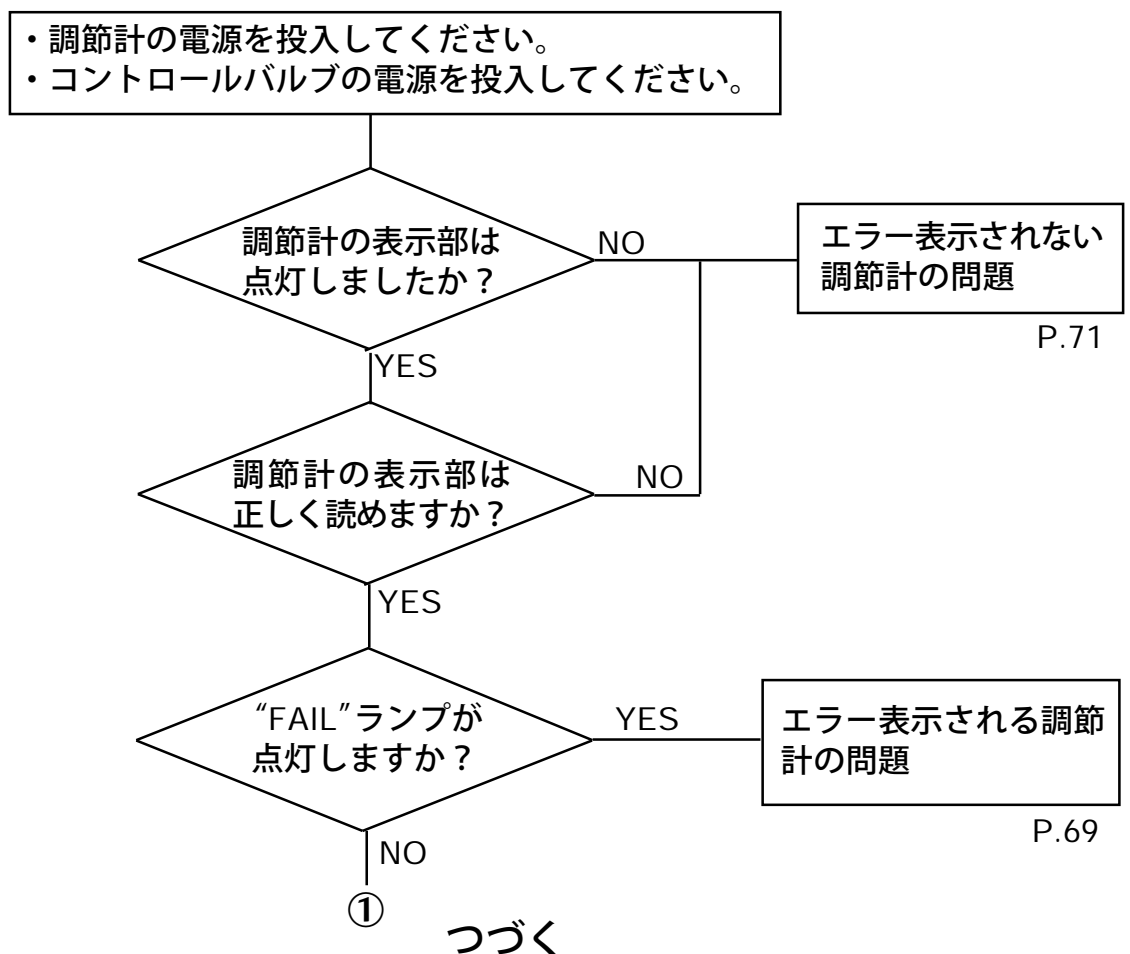 ・調節計の電源を投入してください。
・コントロールバルブの電源を投入してください。
調節計の表示部は
点灯しましたか？
NO
エラー表示されない
調節計の問題
P.71
YES
調節計の表示部は
正しく読めますか？
NO
YES
“FAIL”ランプが
点灯しますか？
YES
エラー表示される調節
計の問題
P.69
NO
①
つづく